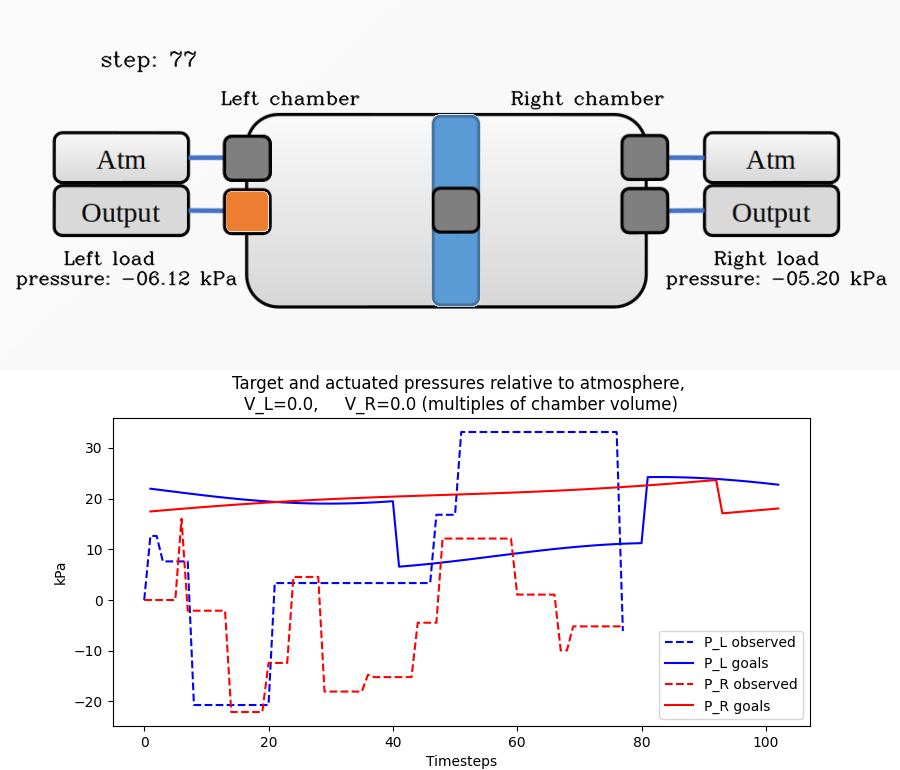 step: 77
Left chamber
Right chamber
Atm
Atm
Output
Output
Left load
pressure: -06.12 kPa
Right load
pressure: -05.20 kPa
Target and actuated pressures relative to atmosphere,
V_L=0.0, V_R=0.0 (multiples of chamber volume)
kPa
30
20
10
0
−10
−20
P_L observed
P_L goals
P_R observed
P_R goals
0 20 40 60 80 100
Timesteps